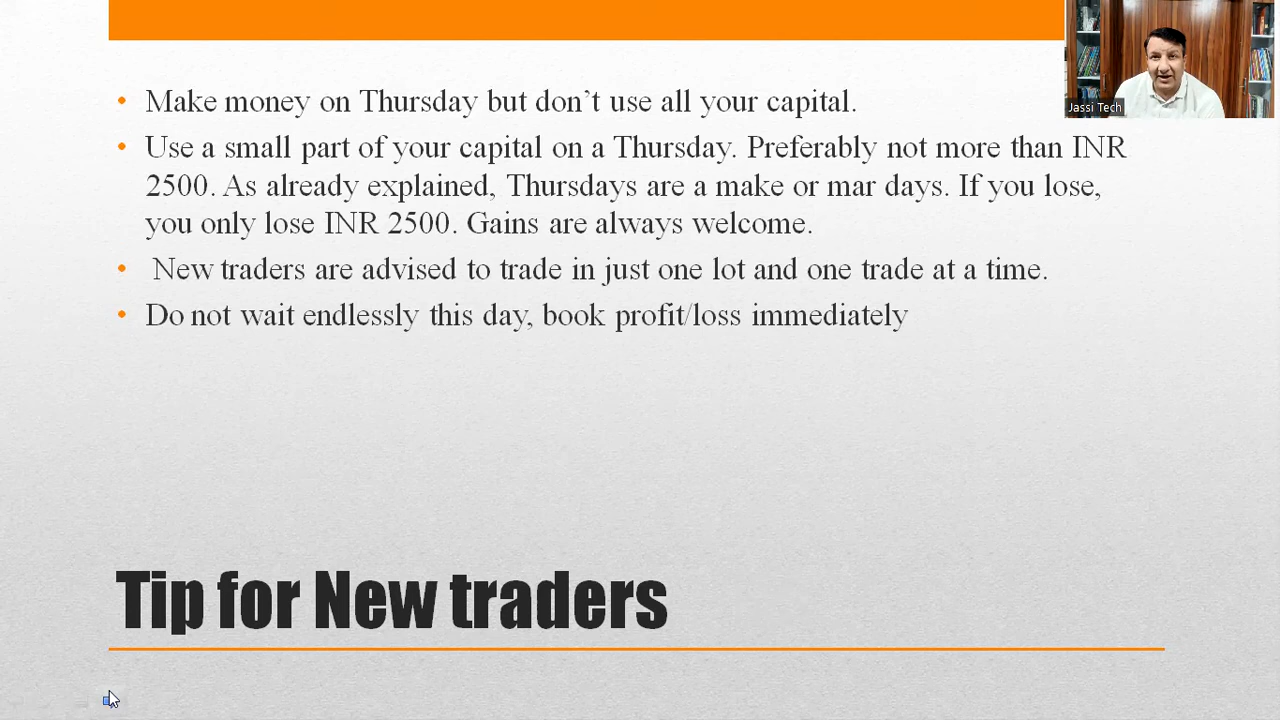 • Make money on Thursday but don’t use all your capital.
• Use a small part of your capital on a Thursday. Preferably not more than INR
2500. As already explained, Thursdays are a make or mar days. If you lose,
you only lose INR 2500. Gains are always welcome.
• New traders are advised to trade in just one lot and one trade at a time.
• Do not wait endlessly this day, book profit/loss immediately
Tip for New traders
Jassi Tech